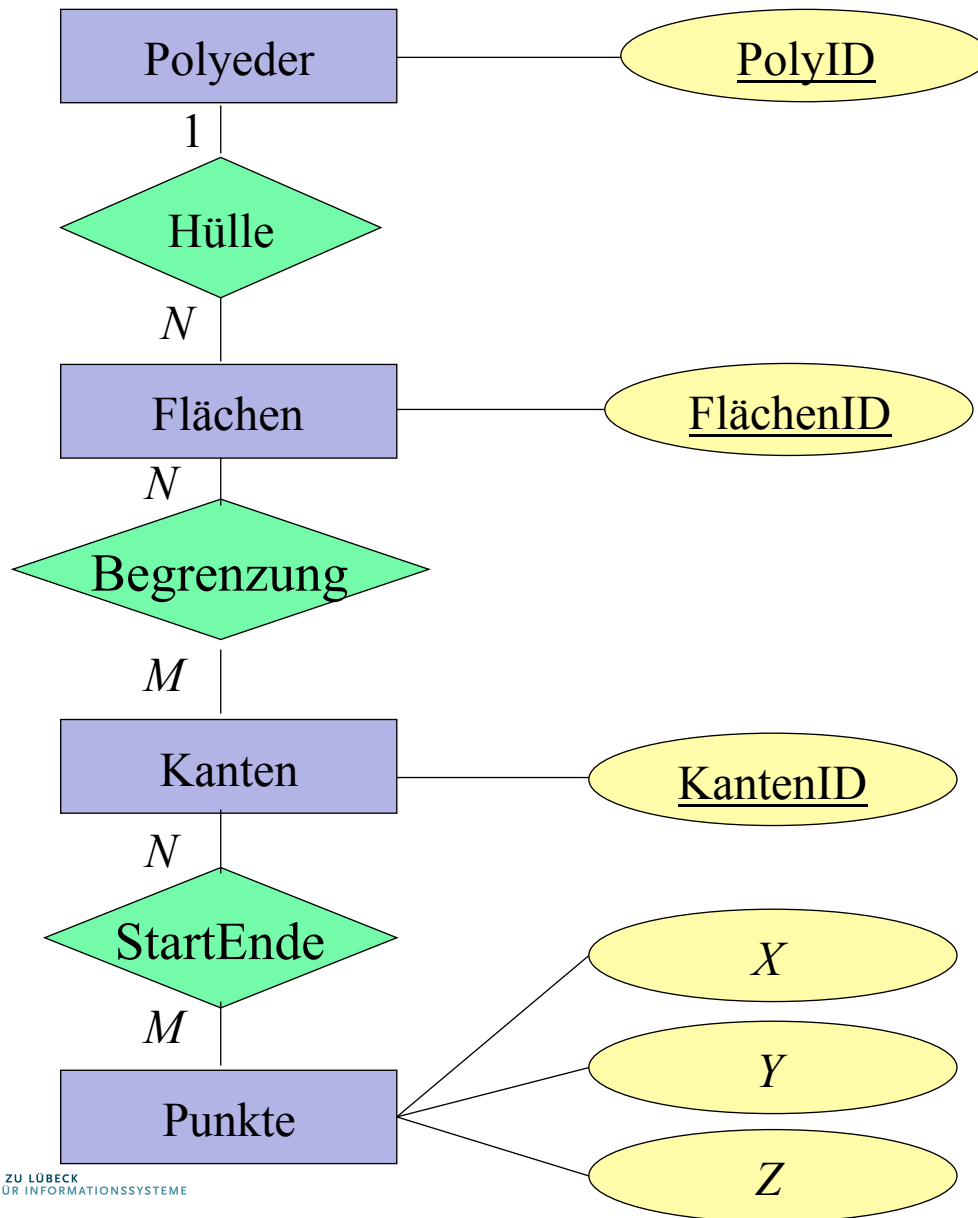 Polyeder
PolyID
1
Hülle
N
Flächen
FlächenID
N
Begrenzung
M
Kanten
KantenID
N
StartEnde
X
M
Y
Punkte
Z
ZU LÜBECK
ÜR INFORMATIONSSYSTEME